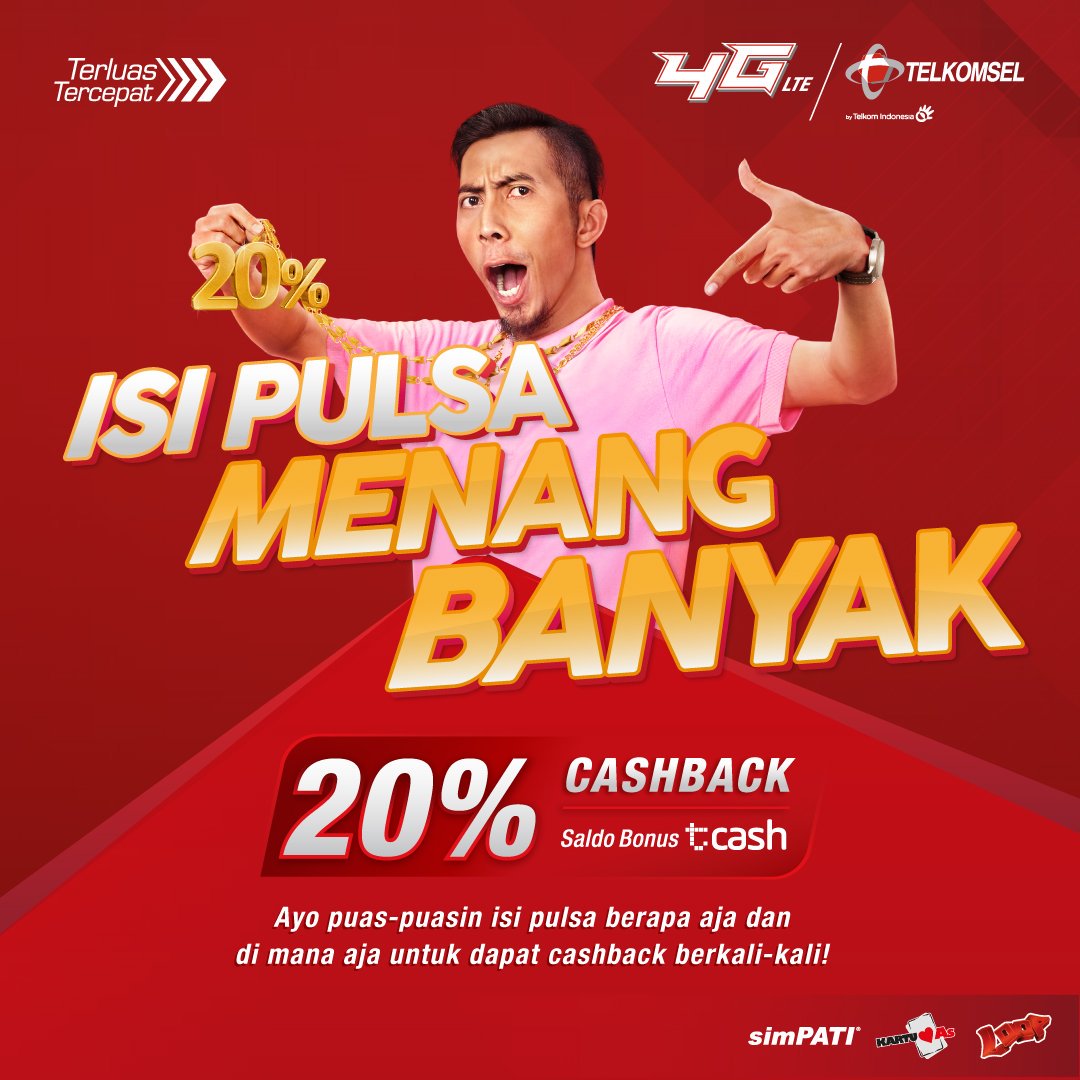 Terluas
Tercepat
4G LTE
TELKOMSEL
by Telkom Indonesia
20%
ISI PULSA
MENANG
BANYAK
20%
CASHBACK
Saldo Bonus tcash
Ayo puas-puasin isi pulsa berapa aja dan
di mana aja untuk dapat cashback berkali-kali!
simPATI
KARTU As
LOOP